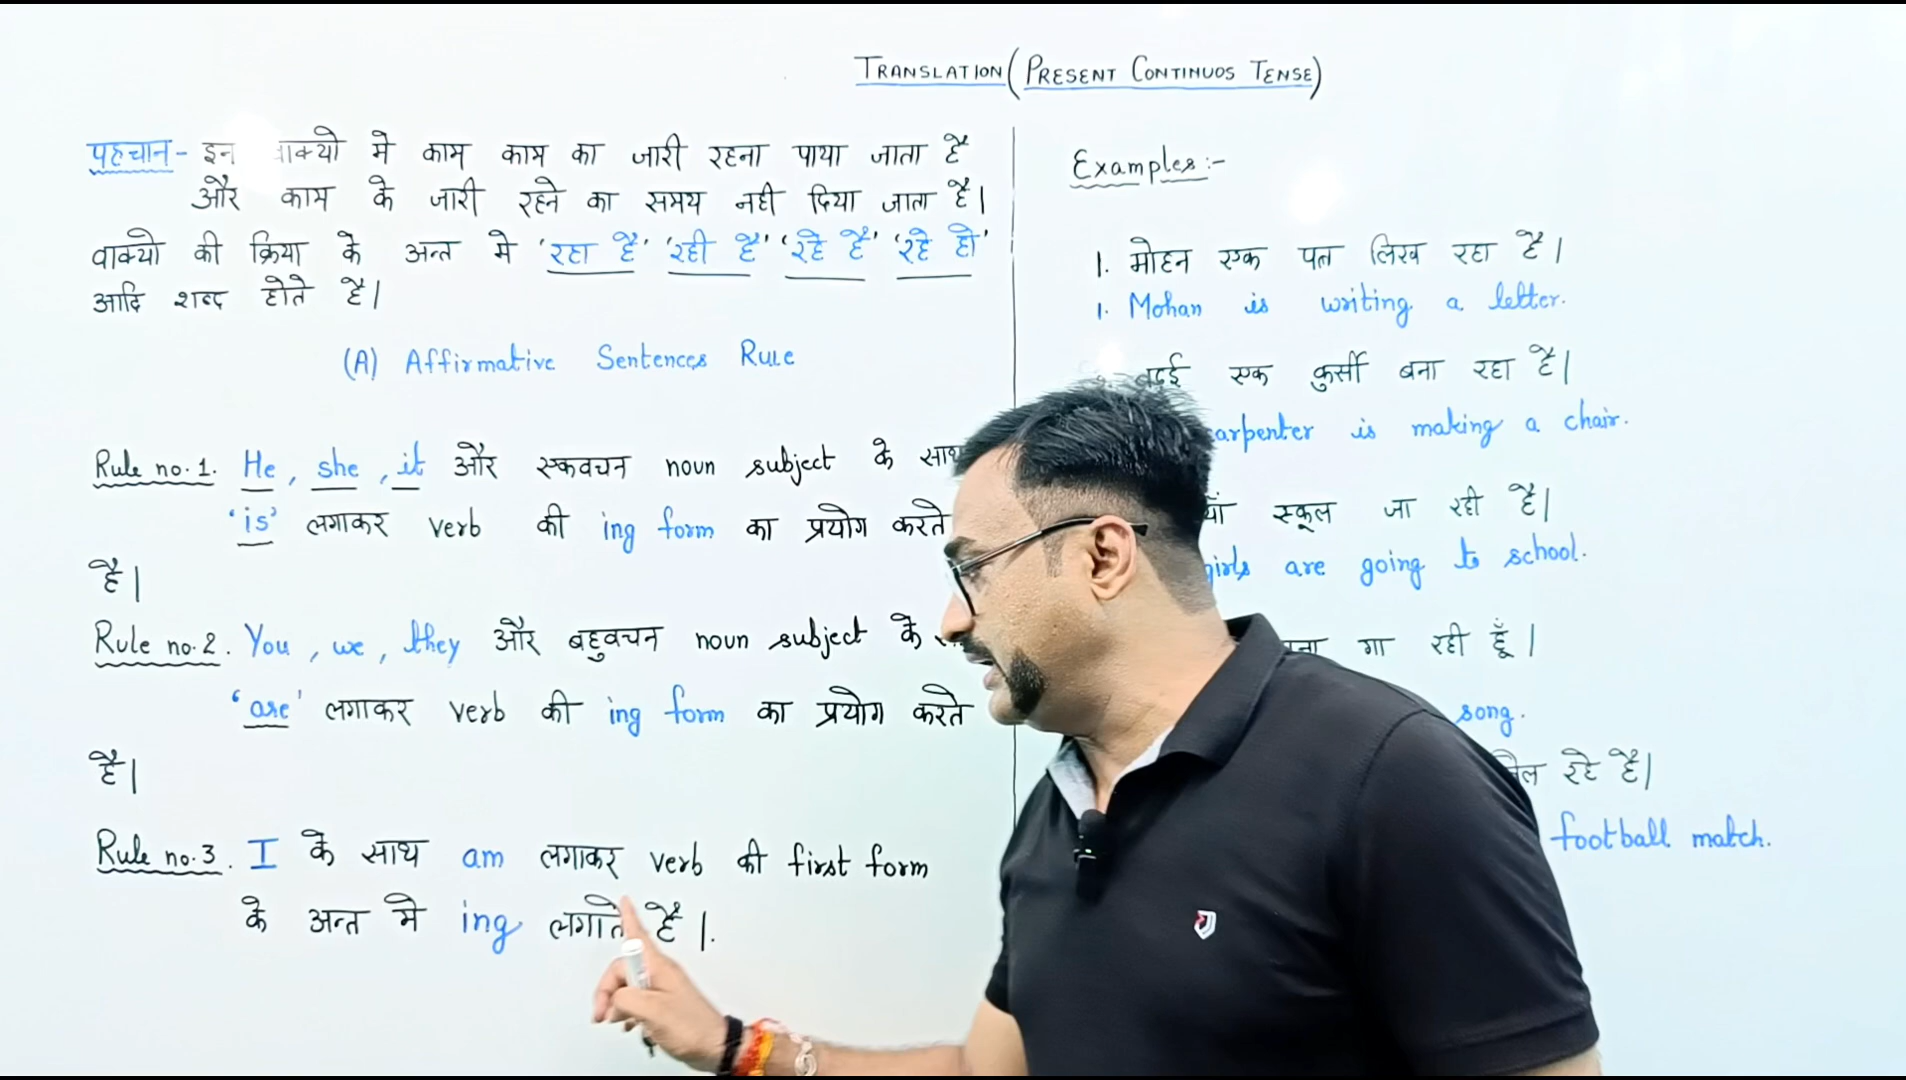 TRANSLATION (PRESENT CONTINUOS TENSE)
पहचान- इन वाक्यो मे काम काम का जारी रहना पाया जाता है
और काम के जारी रहने का समय नही दिया जाता है।
वाक्यो की क्रिया के अन्त मे 'रहा है' 'रही है' 'रहे है' 'रहे हो'
आदि शब्द होते है।
(A) Affirmative Sentences Rule
Rule no.1. He, she, it और एकवचन noun subject के साथ
'is' लगाकर verb की ing form का प्रयोग करते
है।
Rule no.2. You, we, they और बहुवचन noun subject के
'are' लगाकर verb की ing form का प्रयोग करते
है।
Rule no.3. I के साथ am लगाकर verb की first form
के अन्त मे ing लगाते है।.
Examples:-
1. मोहन एक पत्र लिख रहा है।
1. Mohan is writing a letter.
बढ़ई एक कुर्सी बना रहा है।
carpenter is making a chair.
स्कूल जा रही है।
girls are going to school.
गा रही हूँ।
song.
रहे है।
football match.